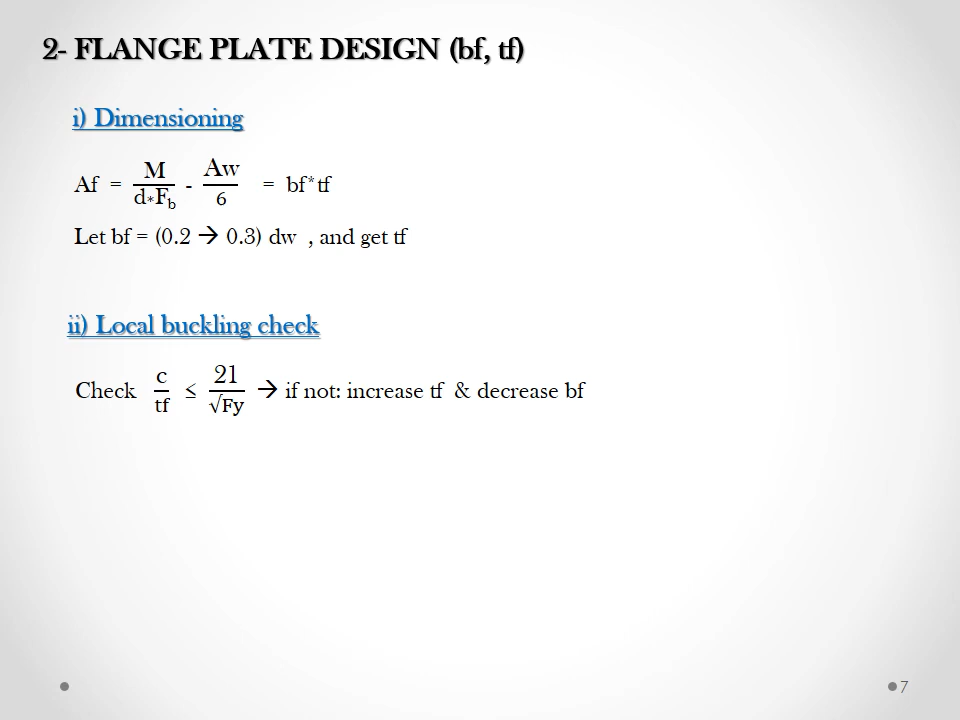 2- FLANGE PLATE DESIGN (bf, tf)
i) Dimensioning
Af = M / d*Fb - Aw / 6 = bf*tf
Let bf = (0.2 → 0.3) dw , and get tf
ii) Local buckling check
Check c / tf ≤ 21 / √Fy → if not: increase tf & decrease bf
7